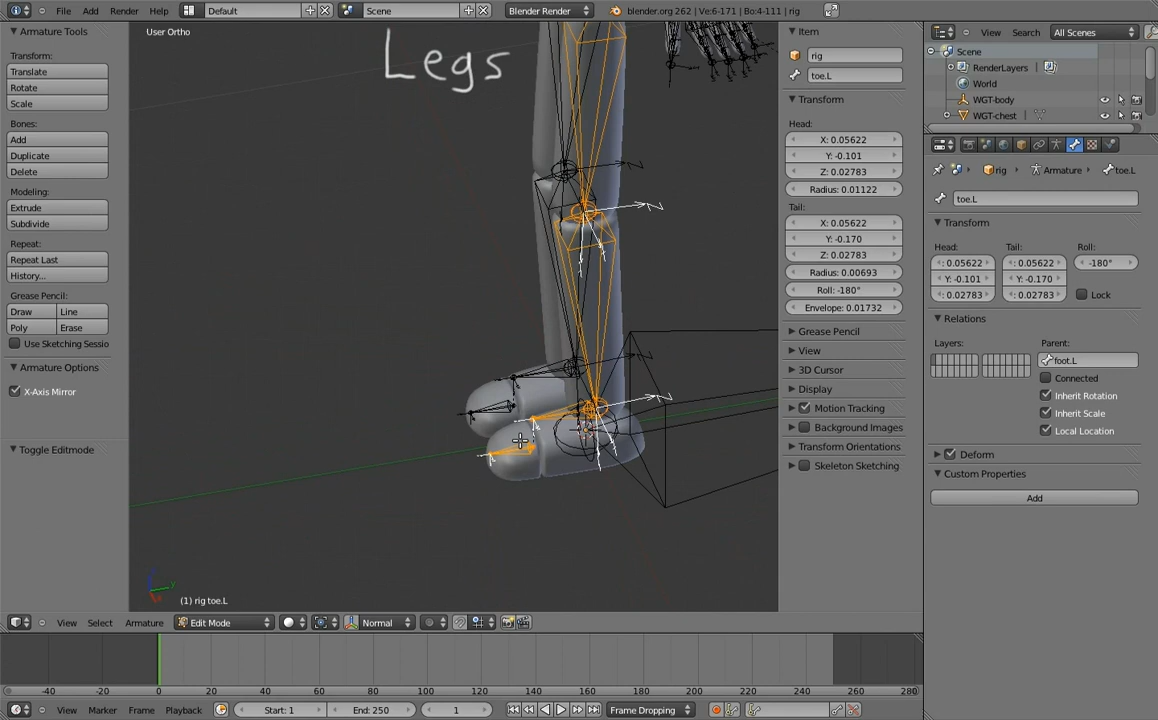 File Add Render Window Help Default Scene Blender Render blender.org 262 | Ve:6-171 | Bo:4-111 | rig
Armature Tools
Transform:
Translate
Rotate
Scale
Bones:
Add
Duplicate
Delete
Modeling:
Extrude
Subdivide
Repeat:
Repeat Last
History...
Grease Pencil:
Draw Line
Poly Erase
Use Sketching Sessio
Armature Options
X-Axis Mirror
Toggle Editmode
User Ortho
Legs
(1) rig toe.L
View Select Armature Edit Mode Normal
Item
rig
toe.L
Transform
Head:
X: 0.05622
Y: -0.101
Z: 0.02783
Radius: 0.01122
Tail:
X: 0.05622
Y: -0.170
Z: 0.02783
Radius: 0.00693
Roll: -180°
Envelope: 0.01732
Grease Pencil
View
3D Cursor
Display
Motion Tracking
Background Images
Transform Orientations
Skeleton Sketching
View Search All Scenes
Scene
RenderLayers
World
WGT-body
WGT-chest
rig Armature toe.L
toe.L
Transform
Head: Tail: Roll:
: 0.05622 : 0.05622 -180°
Y: -0.101 Y: -0.170 Lock
: 0.02783 : 0.02783
Relations
Layers: Parent:
foot.L
Connected
Inherit Rotation
Inherit Scale
Local Location
Deform
Custom Properties
Add
-40 -20 0 20 40 60 80 100 120 140 160 180 200 220 240 260 280
View Marker Frame Playback Start: 1 End: 250 1 Frame Dropping